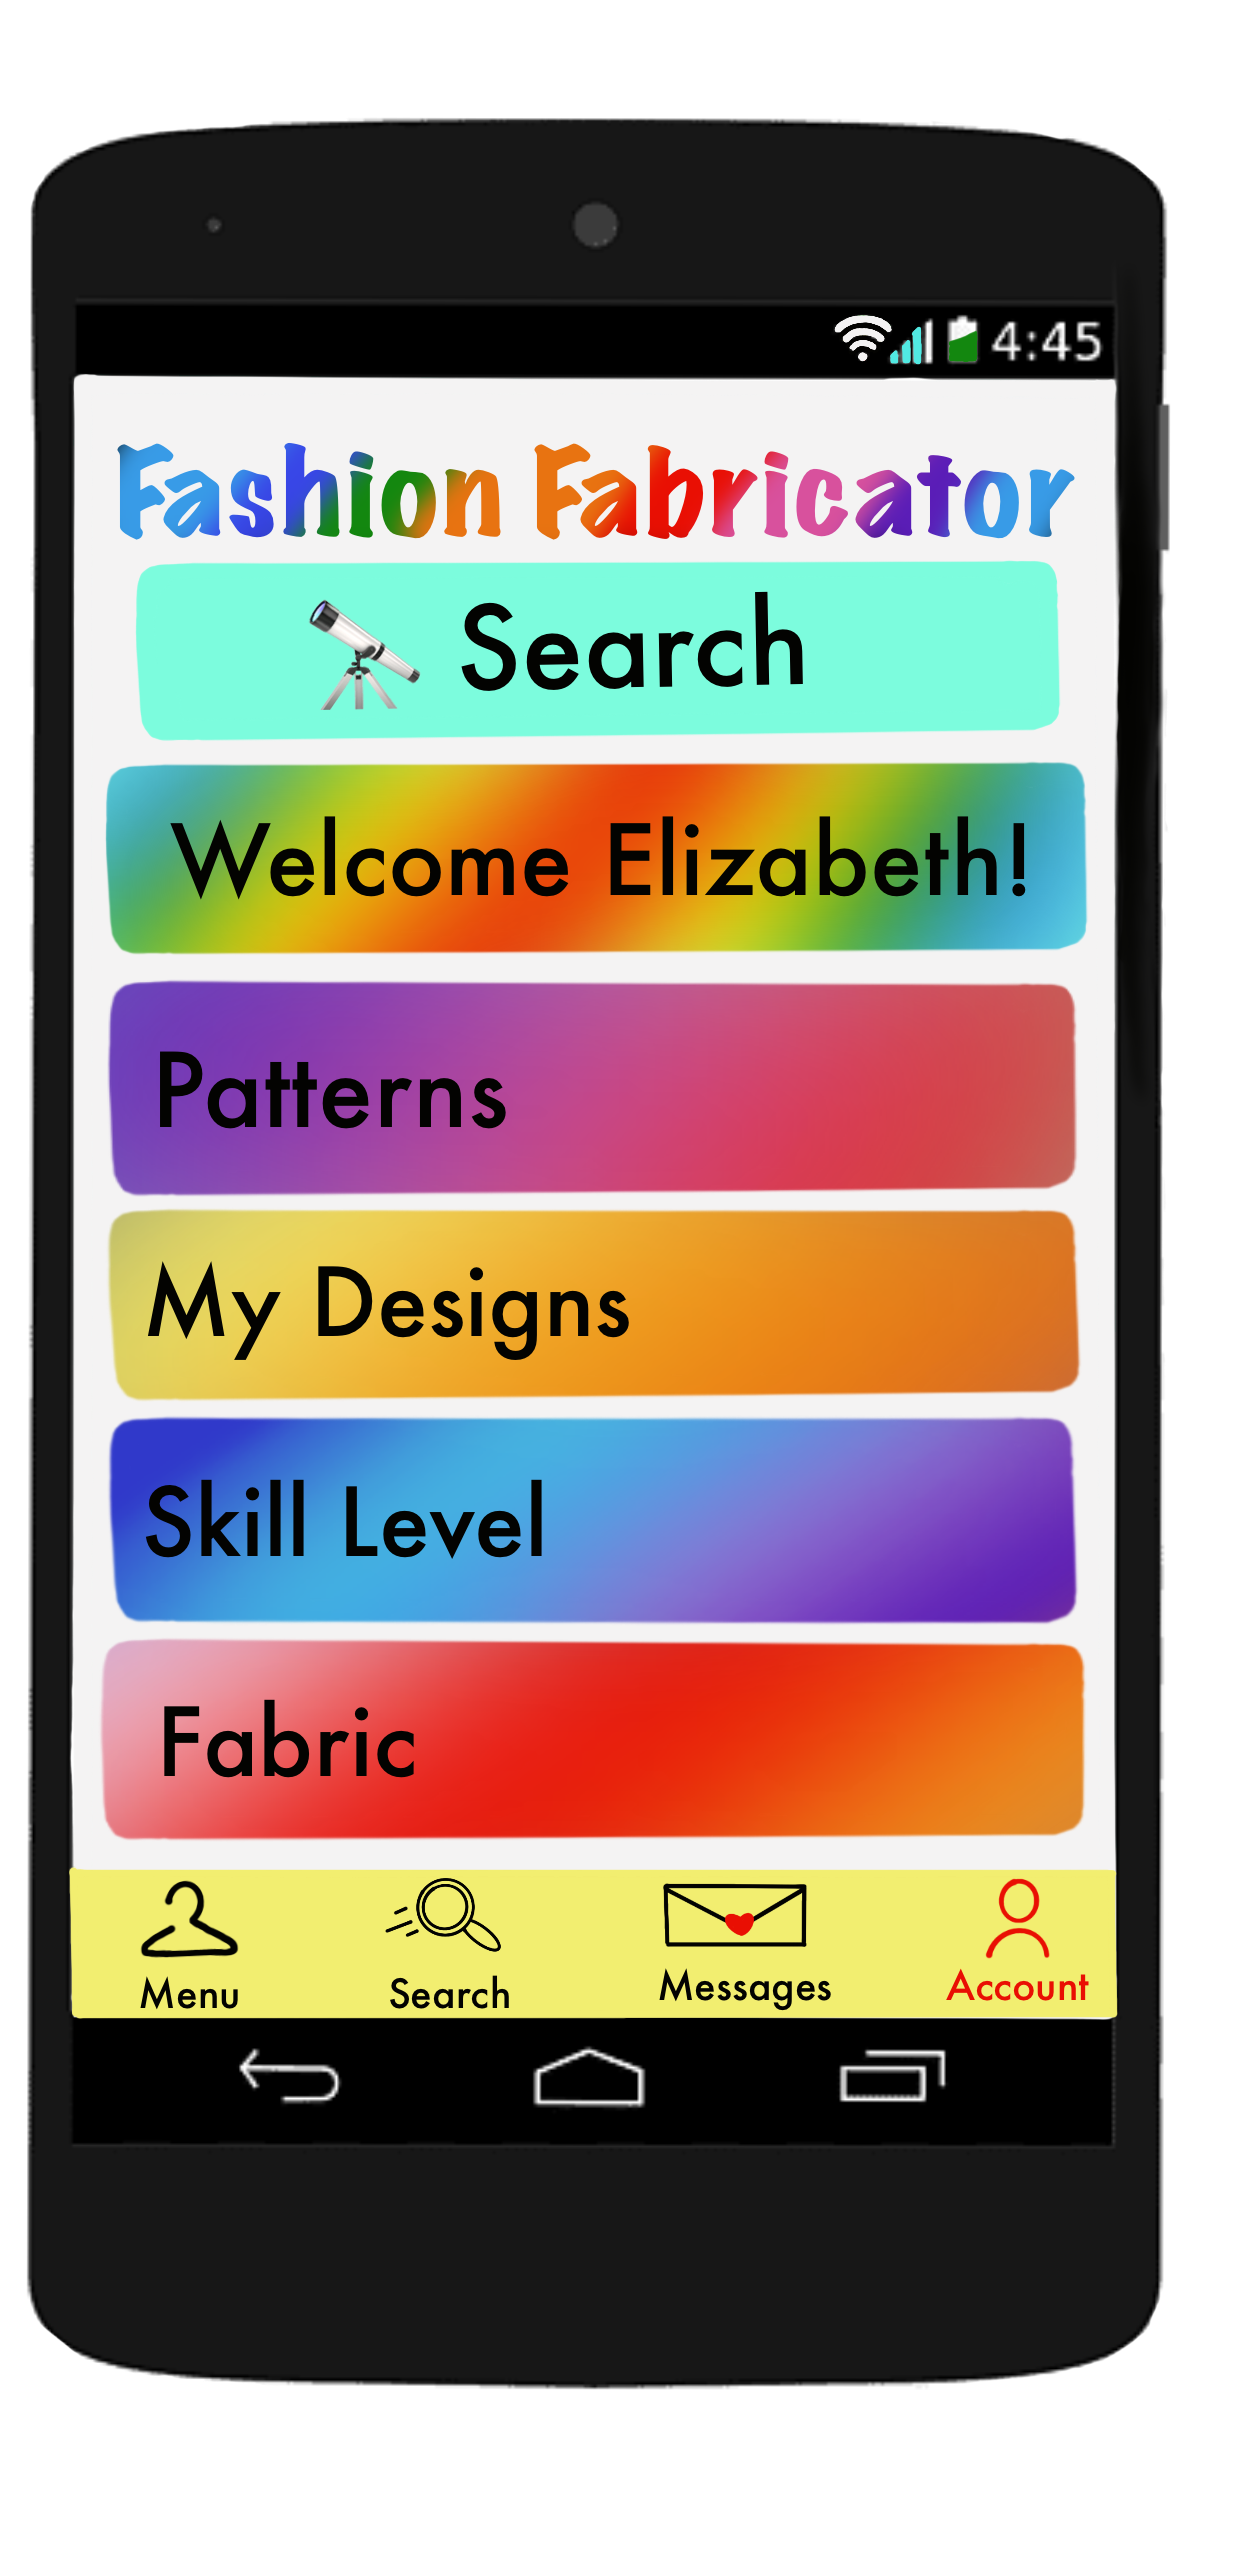 4:45
Fashion Fabricator
Search
Welcome Elizabeth!
Patterns
My Designs
Skill Level
Fabric
Menu Search Messages Account